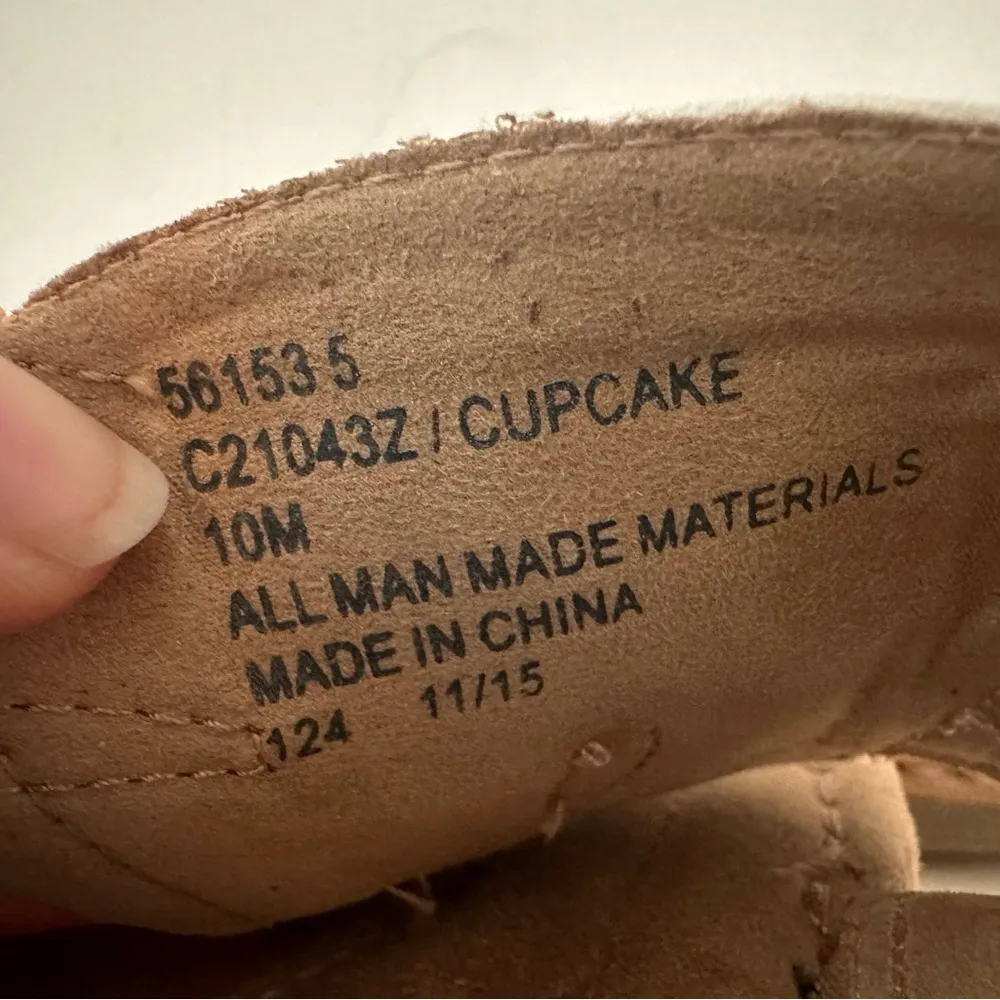 56153 5
C21043Z / CUPCAKE
10M
ALL MAN MADE MATERIALS
MADE IN CHINA
124 11/15